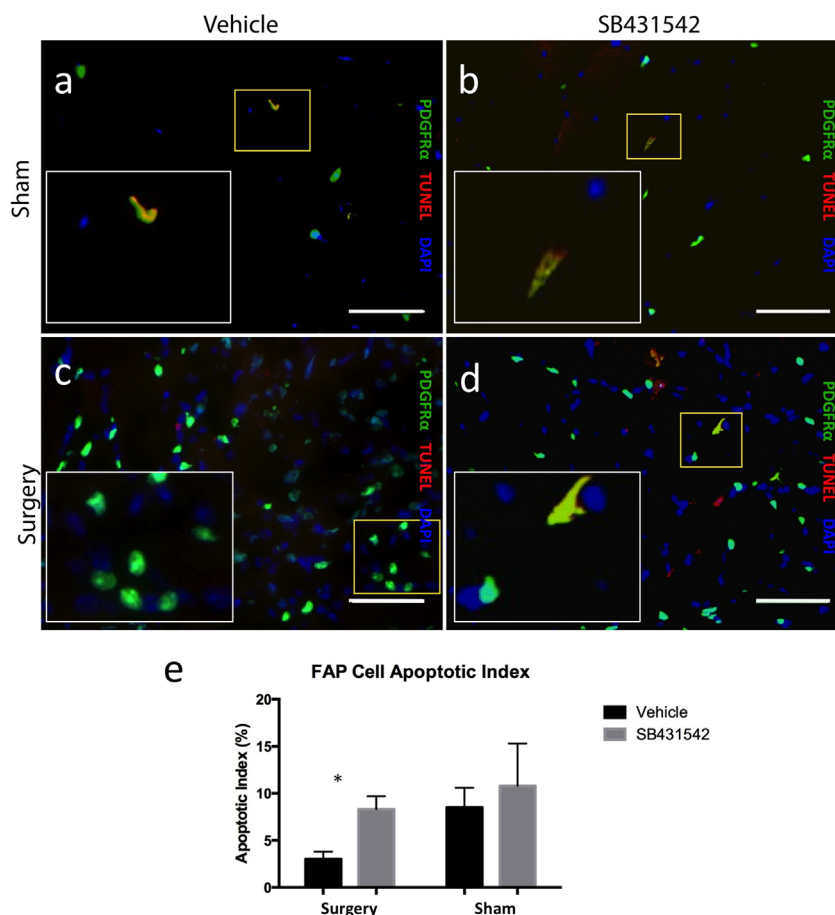 Vehicle
SB431542
Sham
a
PDGFRα TUNEL DAPI
b
PDGFRα TUNEL DAPI
Surgery
c
PDGFRα TUNEL DAPI
d
PDGFRα TUNEL DAPI
e
FAP Cell Apoptotic Index
Apoptotic Index (%)
20
15
10
5
0
*
Surgery
Sham
Vehicle
SB431542